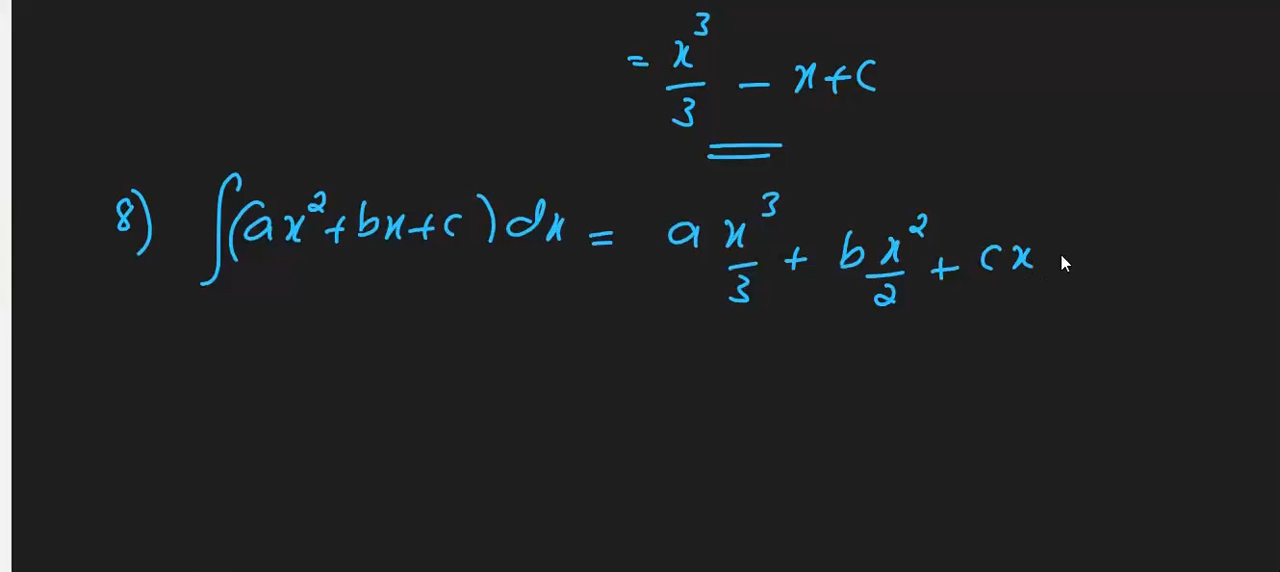 = x³/3 - x+c
8) ∫(ax²+bx+c)dx = a x³/3 + b x²/2 + cx